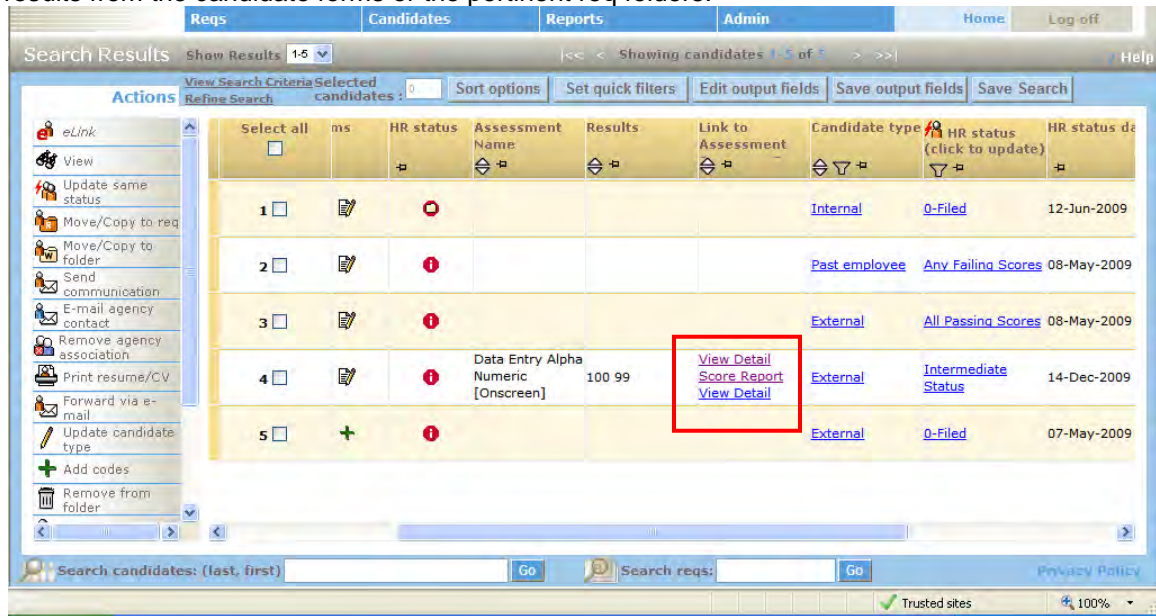 results from the candidate forms or the pertinent req folders.
Reqs Candidates Reports Admin Home Log off
Search Results Show Results 1-5 |<< < Showing candidates 1-5 of 5 > >>| Help
Actions View Search Criteria Refine Search Selected candidates : 0 Sort options Set quick filters Edit output fields Save output fields Save Search
Select all ms HR status Assessment Name Results Link to Assessment Candidate type HR status (click to update) HR status da
eLink
View
Update same status
Move/Copy to req
Move/Copy to folder
Send communication
E-mail agency contact
Remove agency association
Print resume/CV
Forward via e-mail
Update candidate type
Add codes
Remove from folder
1 Internal 0-Filed 12-Jun-2009
2 Past employee Any Failing Scores 08-May-2009
3 External All Passing Scores 08-May-2009
4 Data Entry Alpha Numeric [Onscreen] 100 99 View Detail Score Report View Detail External Intermediate Status 14-Dec-2009
5 External 0-Filed 07-May-2009
Search candidates: (last, first) Go Search reqs: Go Privacy Policy
Trusted sites 100%